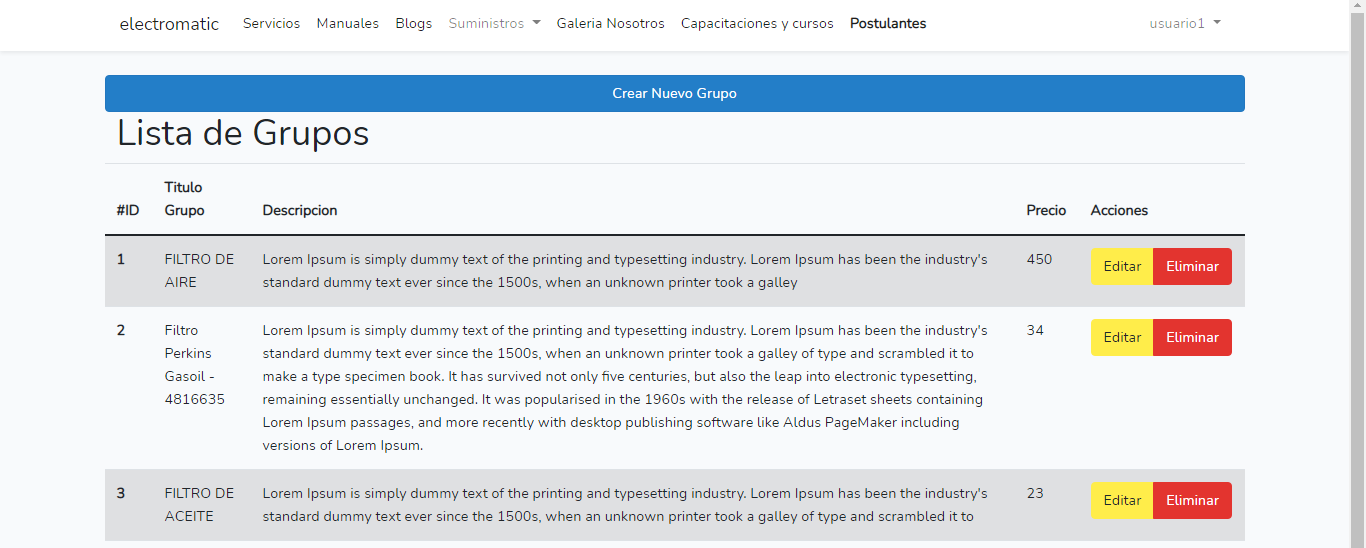 electromatic Servicios Manuales Blogs Suministros Galeria Nosotros Capacitaciones y cursos Postulantes usuario1
Crear Nuevo Grupo
Lista de Grupos
#ID Titulo Grupo Descripcion Precio Acciones
1 FILTRO DE Lorem Ipsum is simply dummy text of the printing and typesetting industry. Lorem Ipsum has been the industry's 450 Editar Eliminar
AIRE standard dummy text ever since the 1500s, when an unknown printer took a galley
2 Filtro Lorem Ipsum is simply dummy text of the printing and typesetting industry. Lorem Ipsum has been the industry's 34 Editar Eliminar
Perkins standard dummy text ever since the 1500s, when an unknown printer took a galley of type and scrambled it to
Gasoil - make a type specimen book. It has survived not only five centuries, but also the leap into electronic typesetting,
4816635 remaining essentially unchanged. It was popularised in the 1960s with the release of Letraset sheets containing
Lorem Ipsum passages, and more recently with desktop publishing software like Aldus PageMaker including
versions of Lorem Ipsum.
3 FILTRO DE Lorem Ipsum is simply dummy text of the printing and typesetting industry. Lorem Ipsum has been the industry's 23 Editar Eliminar
ACEITE standard dummy text ever since the 1500s, when an unknown printer took a galley of type and scrambled it to